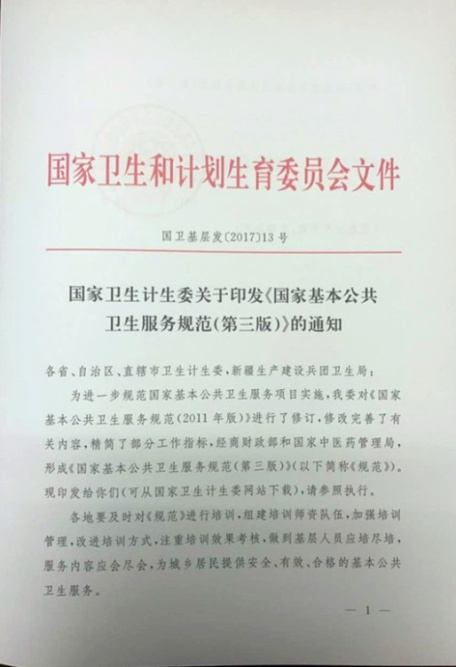 国家卫生和计划生育委员会文件
国卫基层发〔2017〕13号
国家卫生计生委关于印发《国家基本公共
卫生服务规范(第三版)》的通知
各省、自治区、直辖市卫生计生委,新疆生产建设兵团卫生局:
为进一步规范国家基本公共卫生服务项目实施,我委对《国家
基本公共卫生服务规范(2011年版)》进行了修订,修改完善了有
关内容,精简了部分工作指标,经商财政部和国家中医药管理局,
形成《国家基本公共卫生服务规范(第三版)》(以下简称《规范》)。
现印发给你们(可从国家卫生计生委网站下载),请参照执行。
各地要及时对《规范》进行培训,组建培训师资队伍,加强培训
管理,改进培训方式,注重培训效果考核,做到基层人员应培尽培,
服务内容应会尽会,为城乡居民提供安全、有效、合格的基本公共
卫生服务。
— 1 —